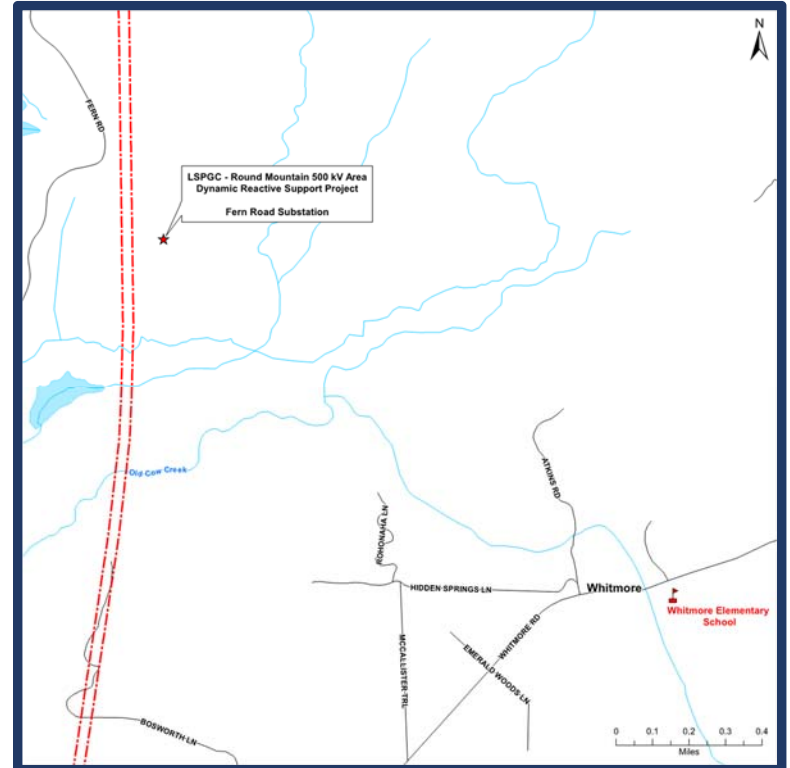 N
FERN RD
LSPGC - Round Mountain 500 kV Area
Dynamic Reactive Support Project
Fern Road Substation
Old Cow Creek
ATKINS RD
ROHONAHA LN
HIDDEN SPRINGS LN
Whitmore
Whitmore Elementary
School
WHITMORE RD
MCCALLISTER-TRL
EMERALD WOODS LN
BOSWORTH LN
0 0.1 0.2 0.3 0.4
Miles